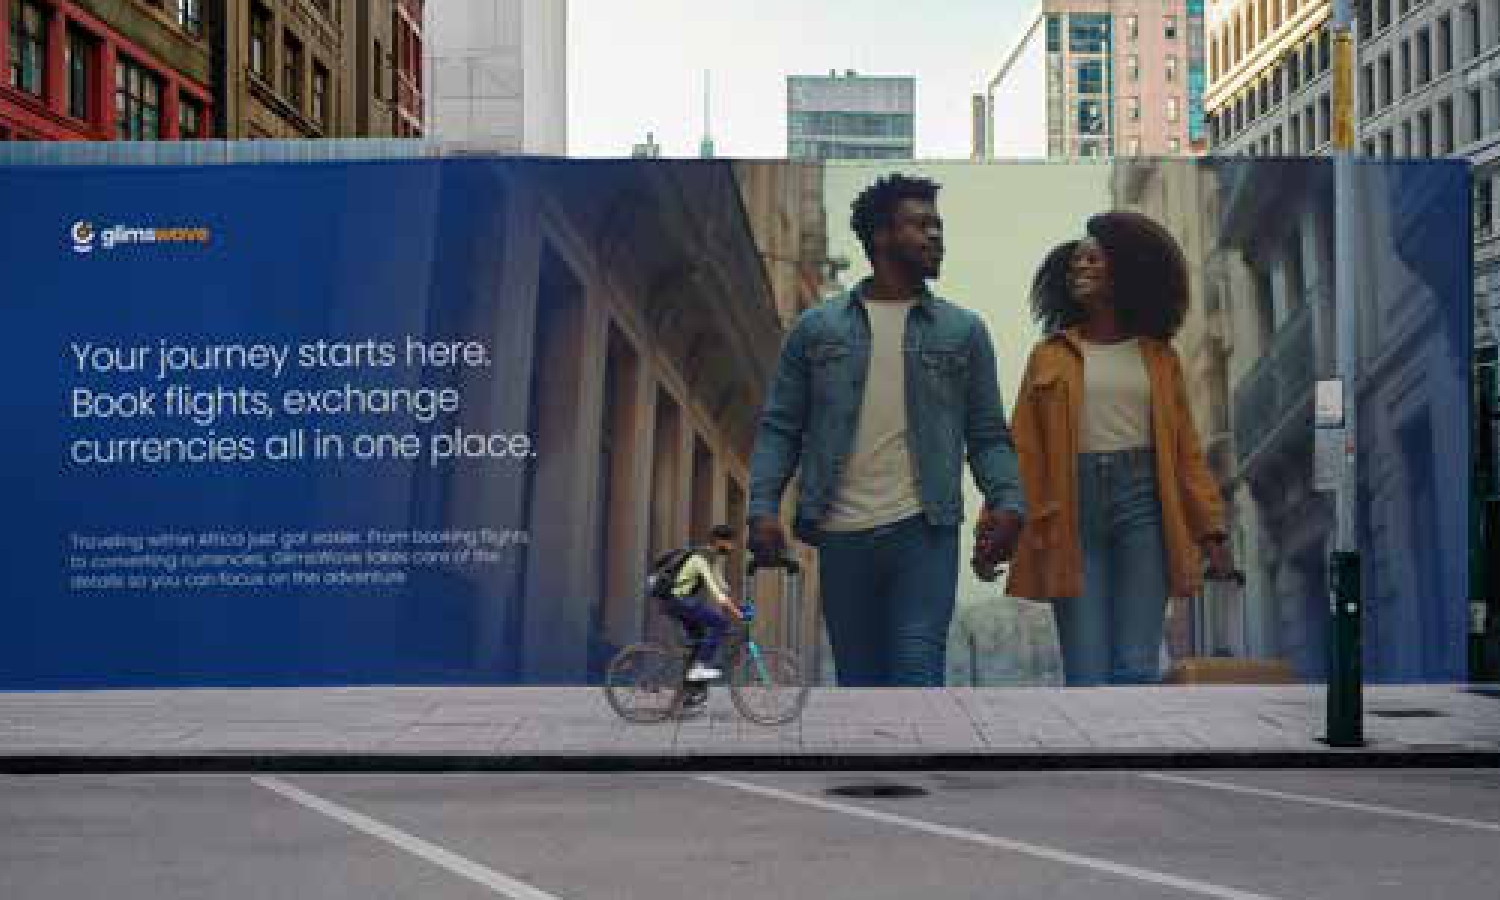 glimswave
Your journey starts here.
Book flights, exchange
currencies all in one place.
Traveling within Africa just got easier. From booking flights
to converting currencies, GlimsWave takes care of the
details so you can focus on the adventure